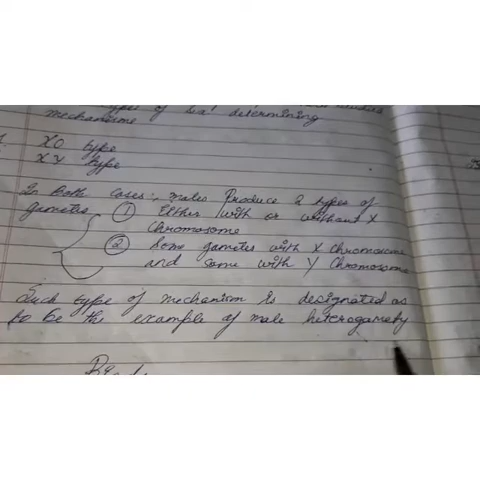 type of sex determining
mechanisme
XO type
XY type
In Both cases; males Produce 2 types of
gametes ① Either with or without X
Chromosome
② Some gametes with X Chromosome
and some with Y Chromosome
Such type of mechanism is designated as
to be the example of male heterogamety